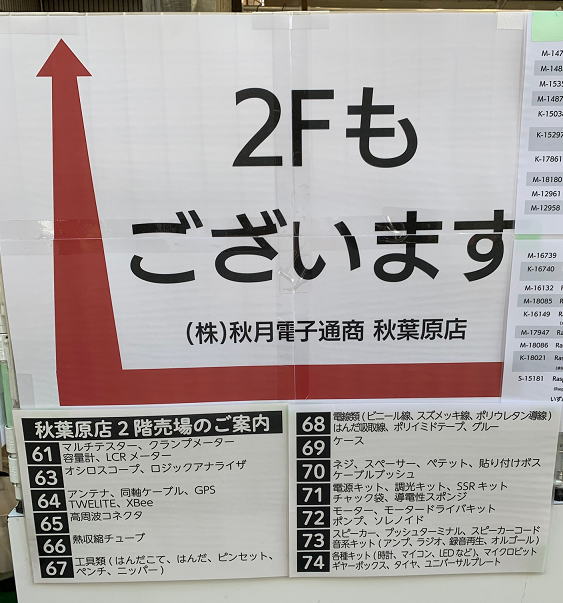 2Fも
ございます
(株)秋月電子通商 秋葉原店
秋葉原店２階売場のご案内
61 マルチテスター、クランプメーター
容量計、LCRメーター
63 オシロスコープ、ロジックアナライザ
64 アンテナ、同軸ケーブル、GPS
TWELITE、XBee
65 高周波コネクタ
66 熱収縮チューブ
67 工具類(はんだこて、はんだ、ピンセット、
ペンチ、ニッパー)
68 電線類(ビニール線、スズメッキ線、ポリウレタン導線)
はんだ吸取線、ポリイミドテープ、グルー
69 ケース
70 ネジ、スペーサー、ペテット、貼り付けボス
ケーブルブッシュ
71 電源キット、調光キット、SSRキット
チャック袋、導電性スポンジ
72 モーター、モータードライバキット
ポンプ、ソレノイド
73 スピーカー、プッシュターミナル、スピーカーコード
音系キット(アンプ、ラジオ、録音再生、オルゴール)
74 各種キット(時計、マイコン、LEDなど)、マイクロビット
ギヤーボックス、タイヤ、ユニバーサルプレート
M-147
M-148
M-153
M-1487
K-1503
K-15297
K-17861
M-18180
M-12961
M-12958
M-16739
K-16740
M-16132 Ras
M-18085 Ras
K-16149 Ras
M-17947 Ras
M-18086 Ras
K-18021 Ras
S-15181 Ras